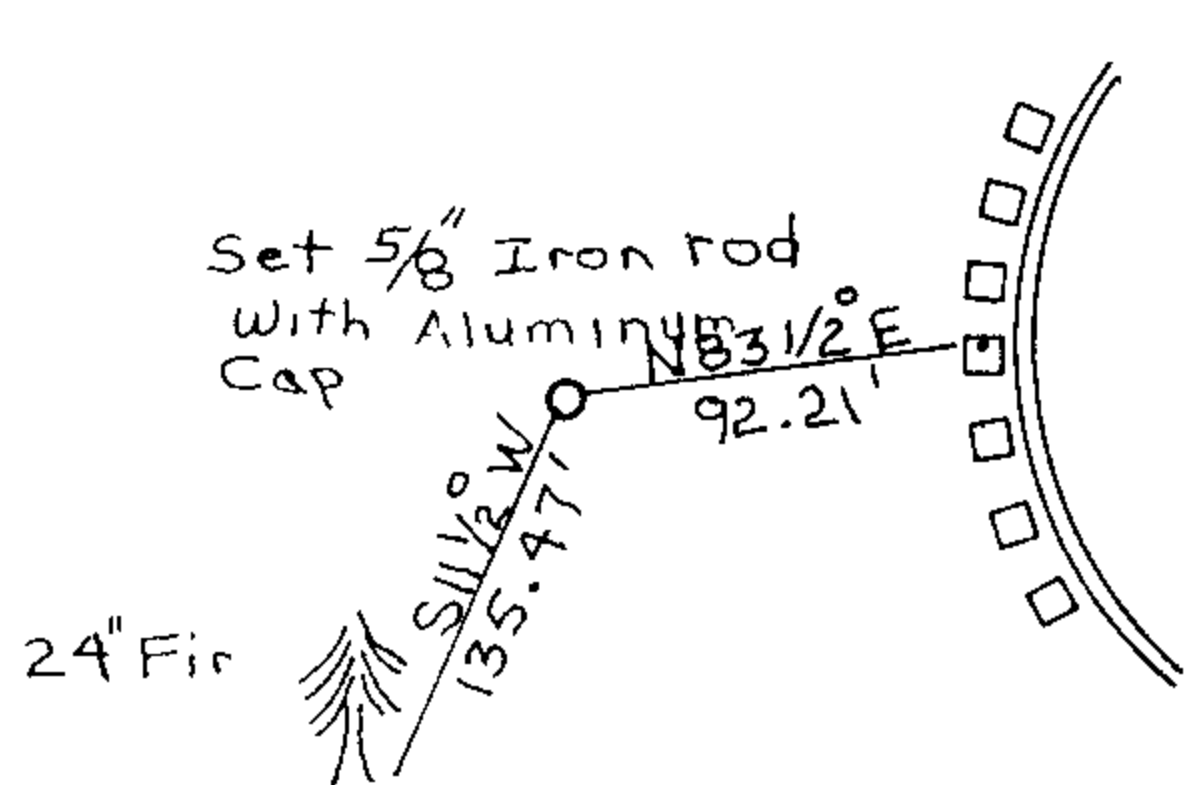 Set 5/8" Iron rod
With Aluminum
Cap
N83 1/2° E
92.21'
S11 1/2° W
135.47'
24" Fir